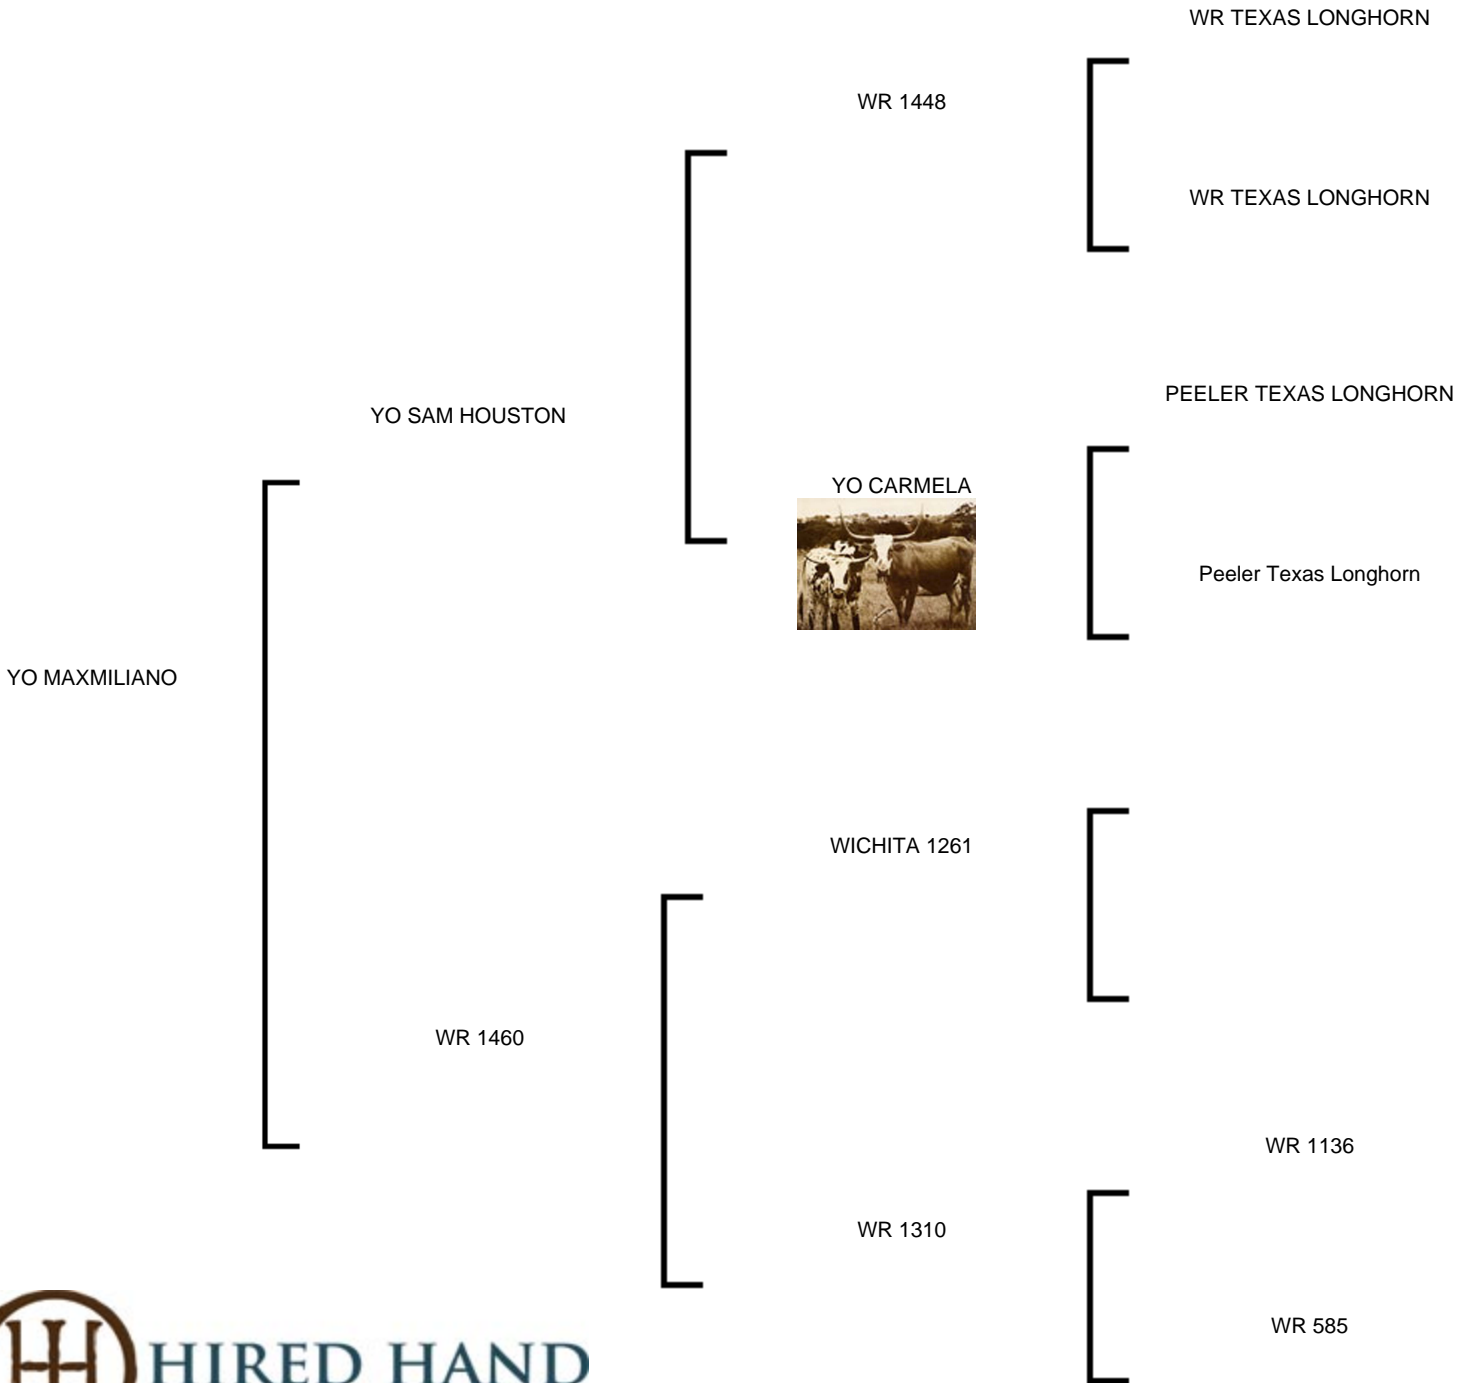 WR TEXAS LONGHORN
WR 1448
WR TEXAS LONGHORN
PEELER TEXAS LONGHORN
YO SAM HOUSTON
YO CARMELA
Peeler Texas Longhorn
YO MAXMILIANO
WICHITA 1261
WR 1460
WR 1136
WR 1310
WR 585
HIRED HAND